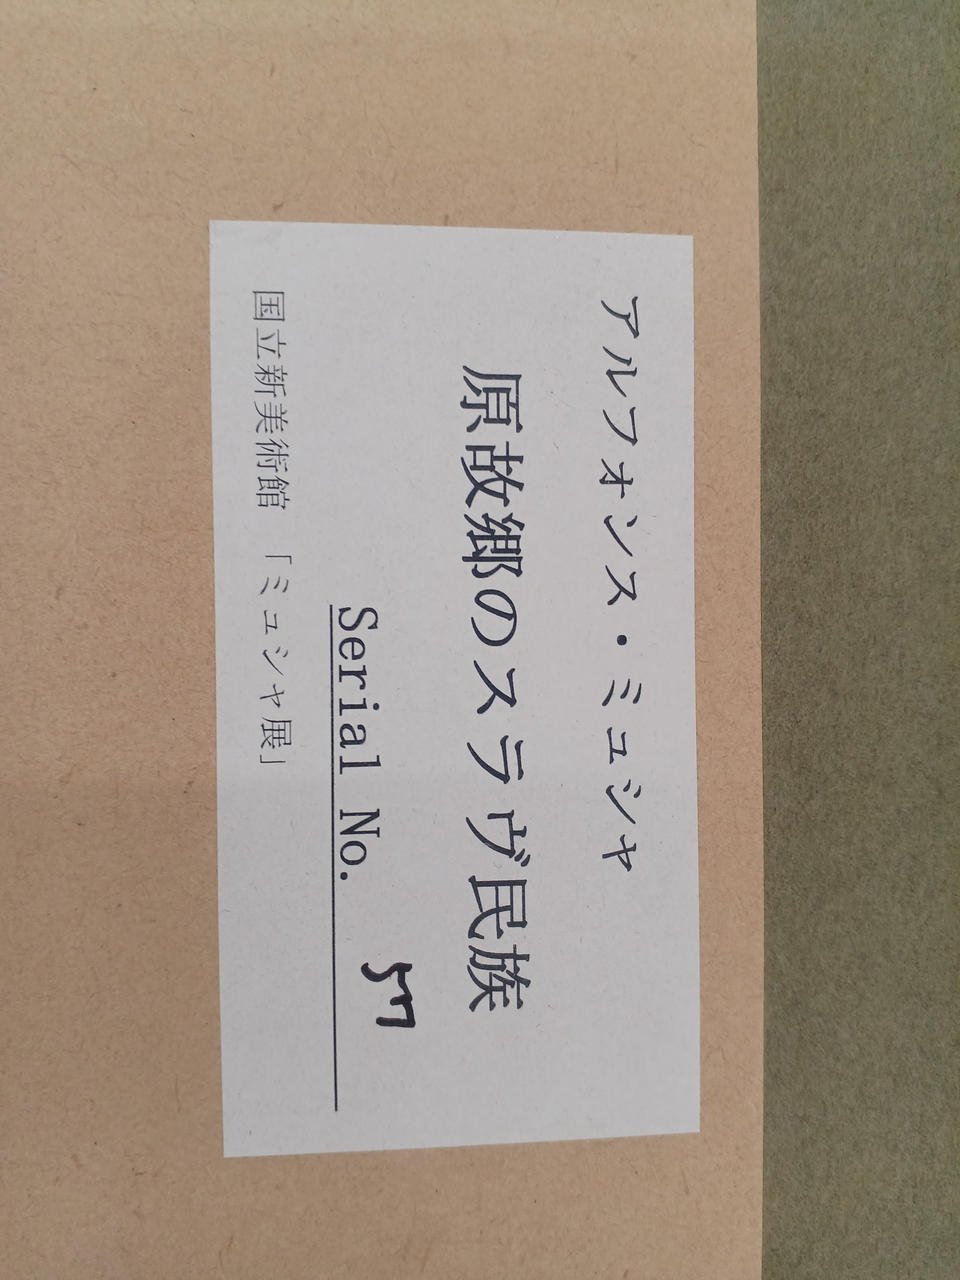 アルフォンス・ミュシャ
原故郷のスラヴ民族
Serial No. 57
国立新美術館 「ミュシャ展」